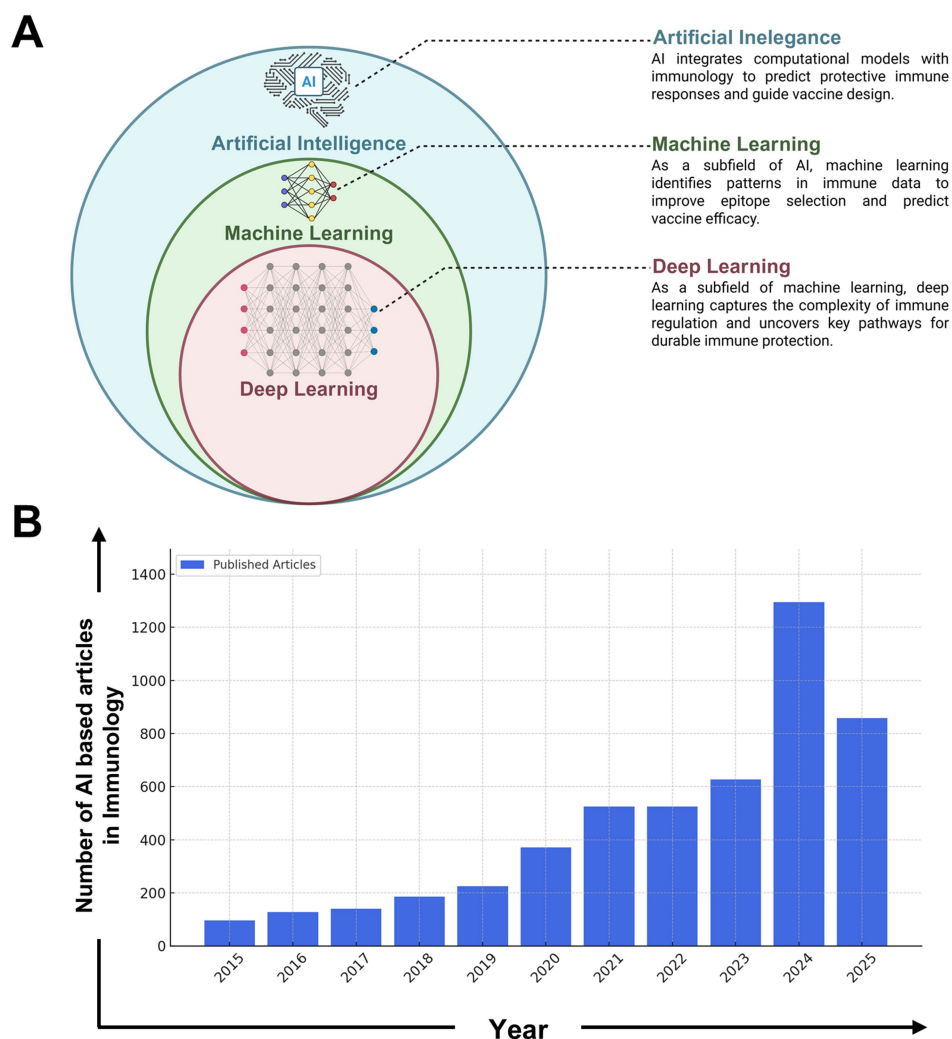 A
AI
Artificial Intelligence
Machine Learning
Deep Learning
Artificial Inelegance
AI integrates computational models with
immunology to predict protective immune
responses and guide vaccine design.
Machine Learning
As a subfield of AI, machine learning
identifies patterns in immune data to
improve epitope selection and predict
vaccine efficacy.
Deep Learning
As a subfield of machine learning, deep
learning captures the complexity of immune
regulation and uncovers key pathways for
durable immune protection.
B
Number of AI based articles
in Immunology
Published Articles
1400
1200
1000
800
600
400
200
0
2015
2016
2017
2018
2019
2020
2021
2022
2023
2024
2025
Year